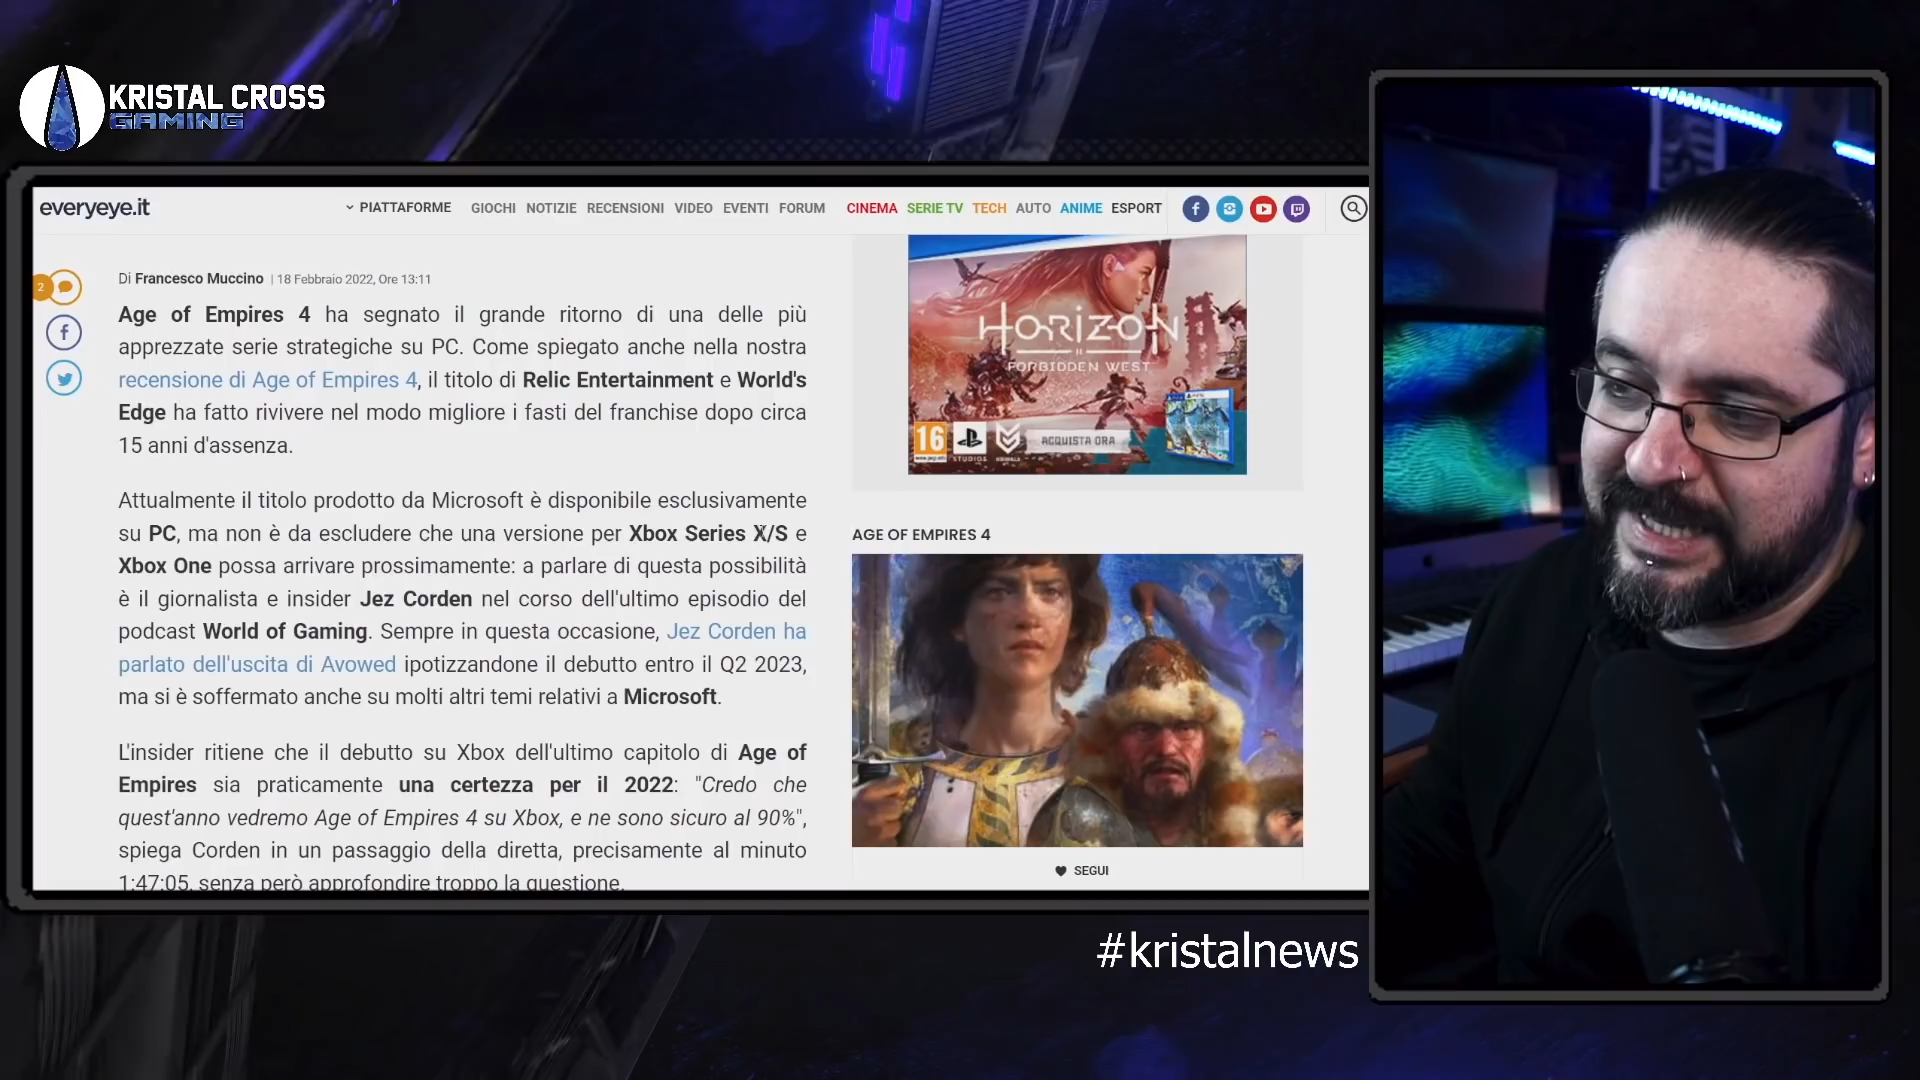 KRISTAL CROSS
GAMING
everyeye.it
PIATTAFORME GIOCHI NOTIZIE RECENSIONI VIDEO EVENTI FORUM CINEMA SERIE TV TECH AUTO ANIME ESPORT
Di Francesco Muccino | 18 Febbraio 2022, Ore 13:11
2
Age of Empires 4 ha segnato il grande ritorno di una delle più
apprezzate serie strategiche su PC. Come spiegato anche nella nostra
recensione di Age of Empires 4, il titolo di Relic Entertainment e World's
Edge ha fatto rivivere nel modo migliore i fasti del franchise dopo circa
15 anni d'assenza.
Attualmente il titolo prodotto da Microsoft è disponibile esclusivamente
su PC, ma non è da escludere che una versione per Xbox Series X/S e
Xbox One possa arrivare prossimamente: a parlare di questa possibilità
è il giornalista e insider Jez Corden nel corso dell'ultimo episodio del
podcast World of Gaming. Sempre in questa occasione, Jez Corden ha
parlato dell'uscita di Avowed ipotizzandone il debutto entro il Q2 2023,
ma si è soffermato anche su molti altri temi relativi a Microsoft.
L'insider ritiene che il debutto su Xbox dell'ultimo capitolo di Age of
Empires sia praticamente una certezza per il 2022: "Credo che
quest'anno vedremo Age of Empires 4 su Xbox, e ne sono sicuro al 90%",
spiega Corden in un passaggio della diretta, precisamente al minuto
1:47:05, senza però approfondire troppo la questione.
HORIZON
II
FORBIDDEN WEST
16
ACQUISTA ORA
AGE OF EMPIRES 4
SEGUI
#kristalnews